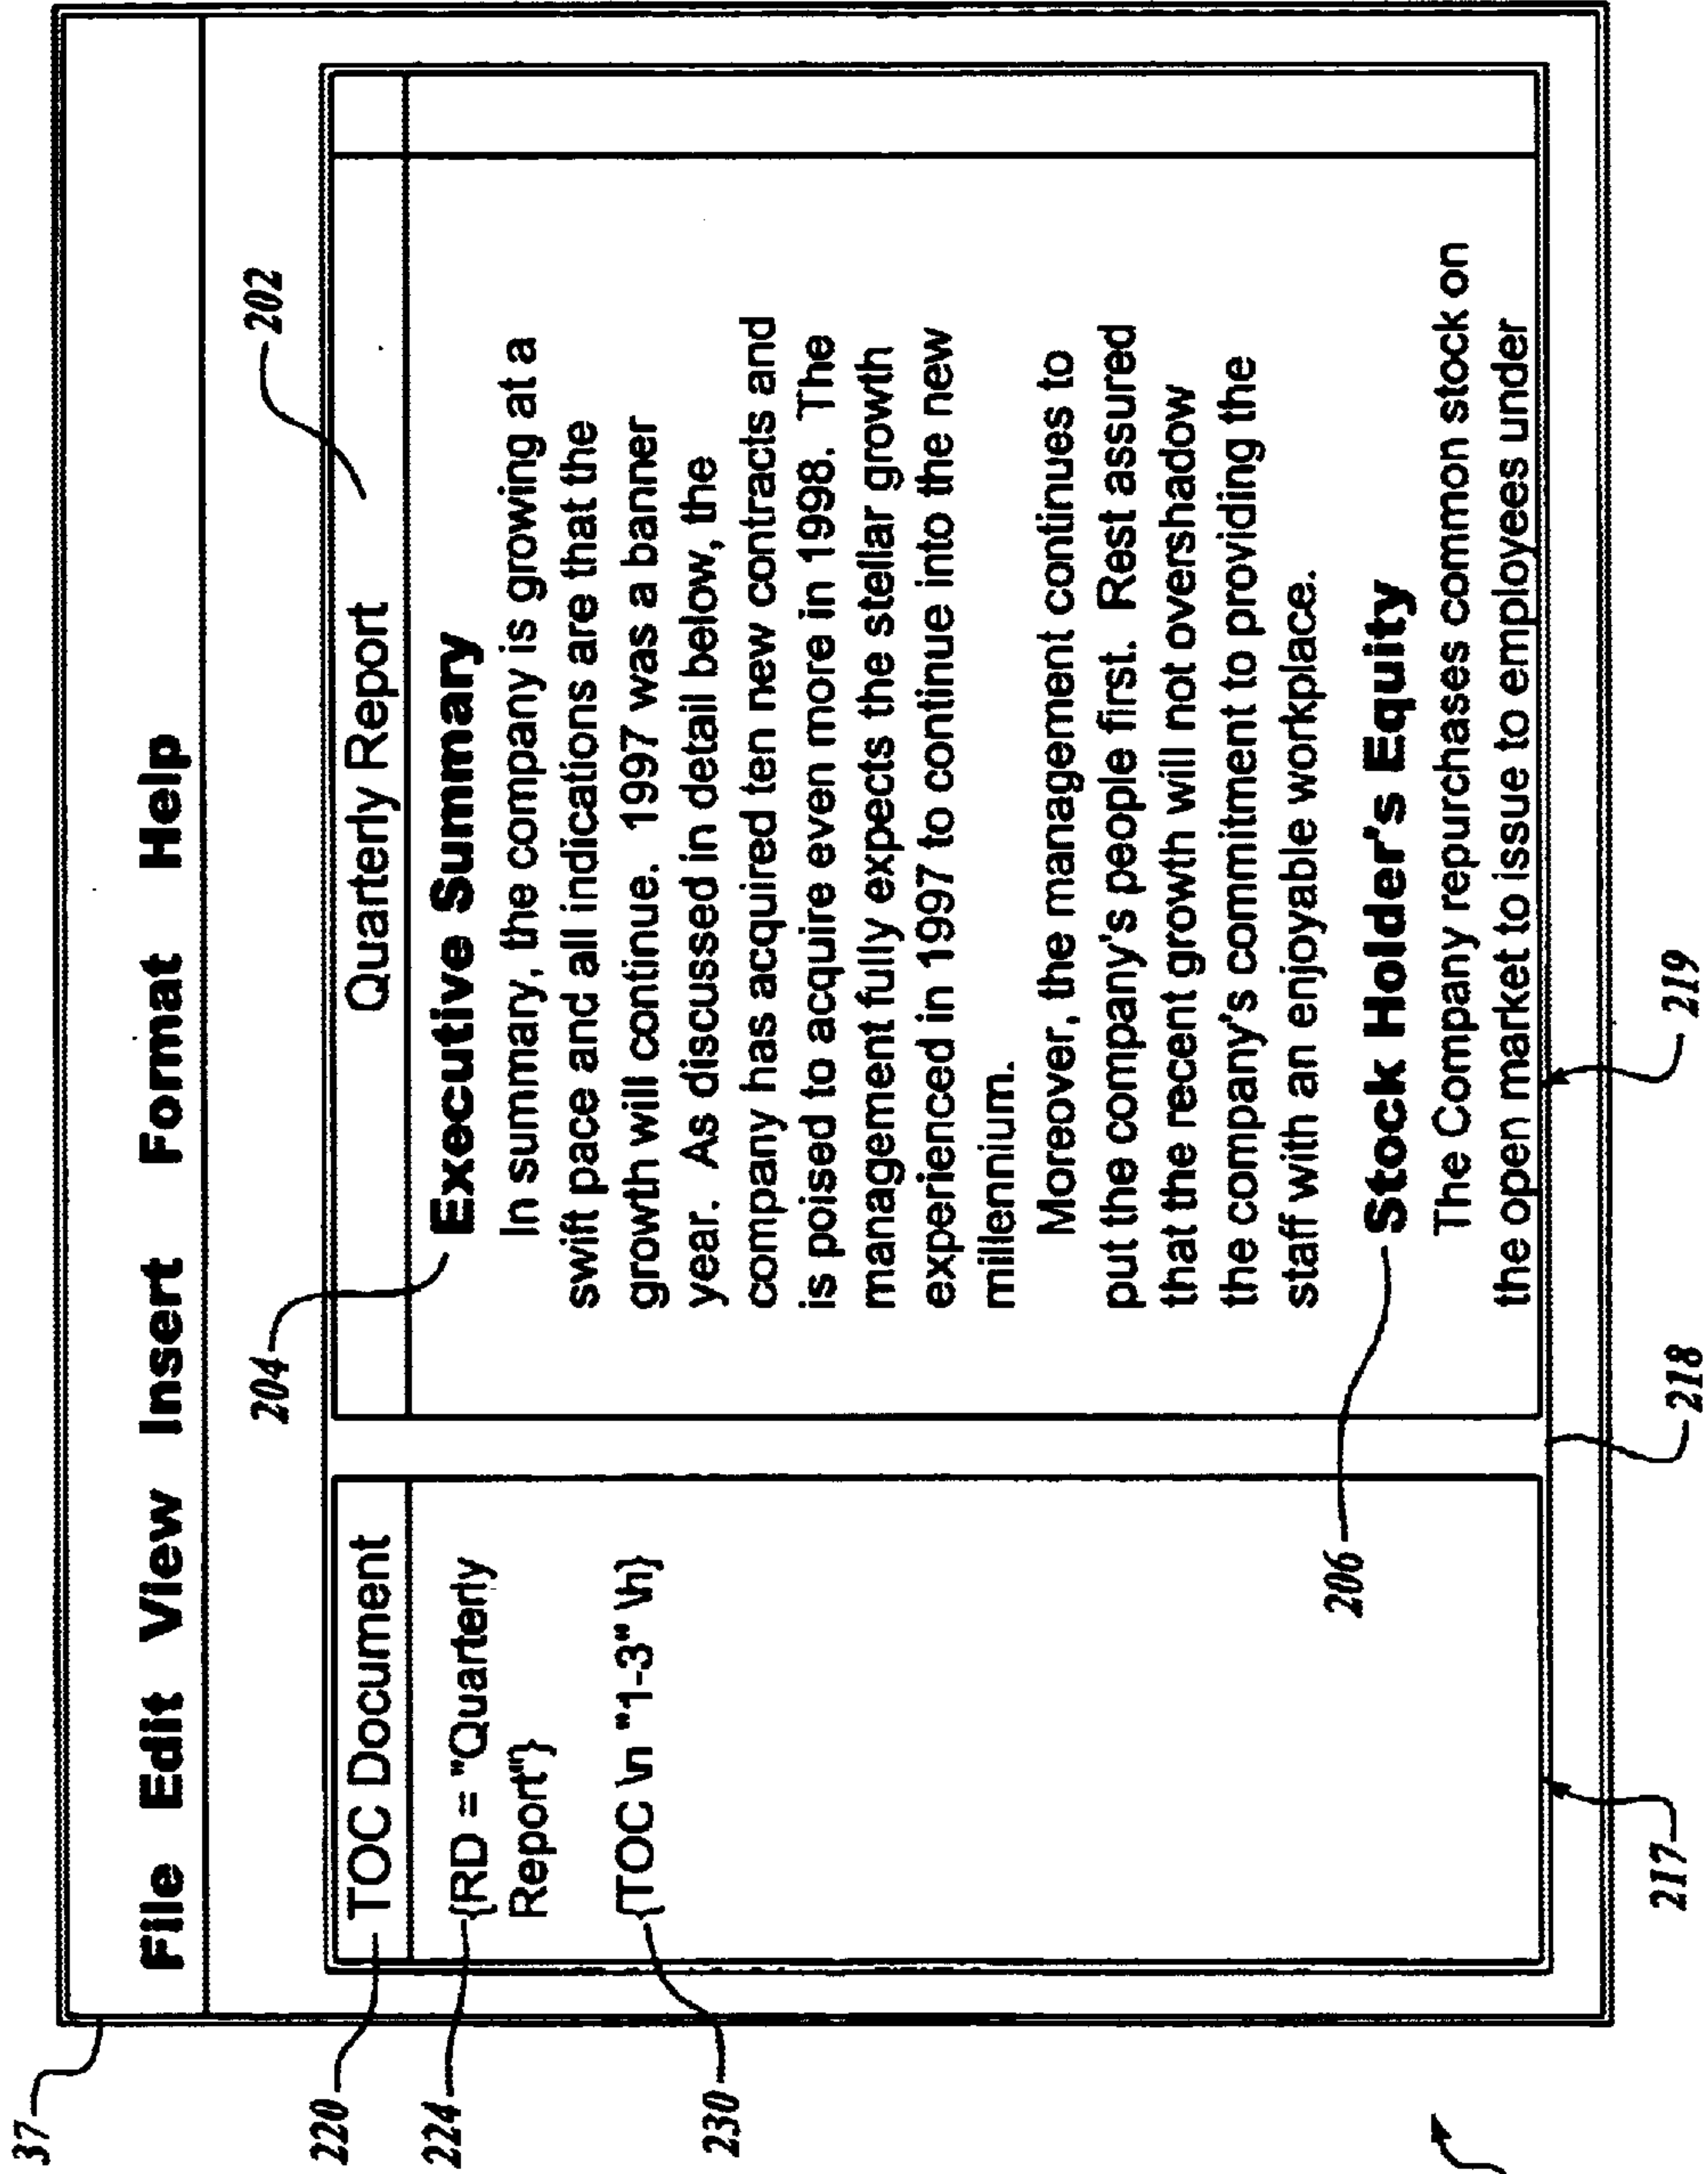 37
File Edit View Insert Format Help
204
202
220
TOC Document
224
{RD = "Quarterly
Report"}
230
{TOC \n "1-3" \h}
Quarterly Report
Executive Summary
In summary, the company is growing at a
swift pace and all indications are that the
growth will continue. 1997 was a banner
year. As discussed in detail below, the
company has acquired ten new contracts and
is poised to acquire even more in 1998. The
management fully expects the stellar growth
experienced in 1997 to continue into the new
millennium.
Moreover, the management continues to
put the company's people first. Rest assured
that the recent growth will not overshadow
the company's commitment to providing the
staff with an enjoyable workplace.
206
Stock Holder's Equity
The Company repurchases common stock on
the open market to issue to employees under
217
218
219